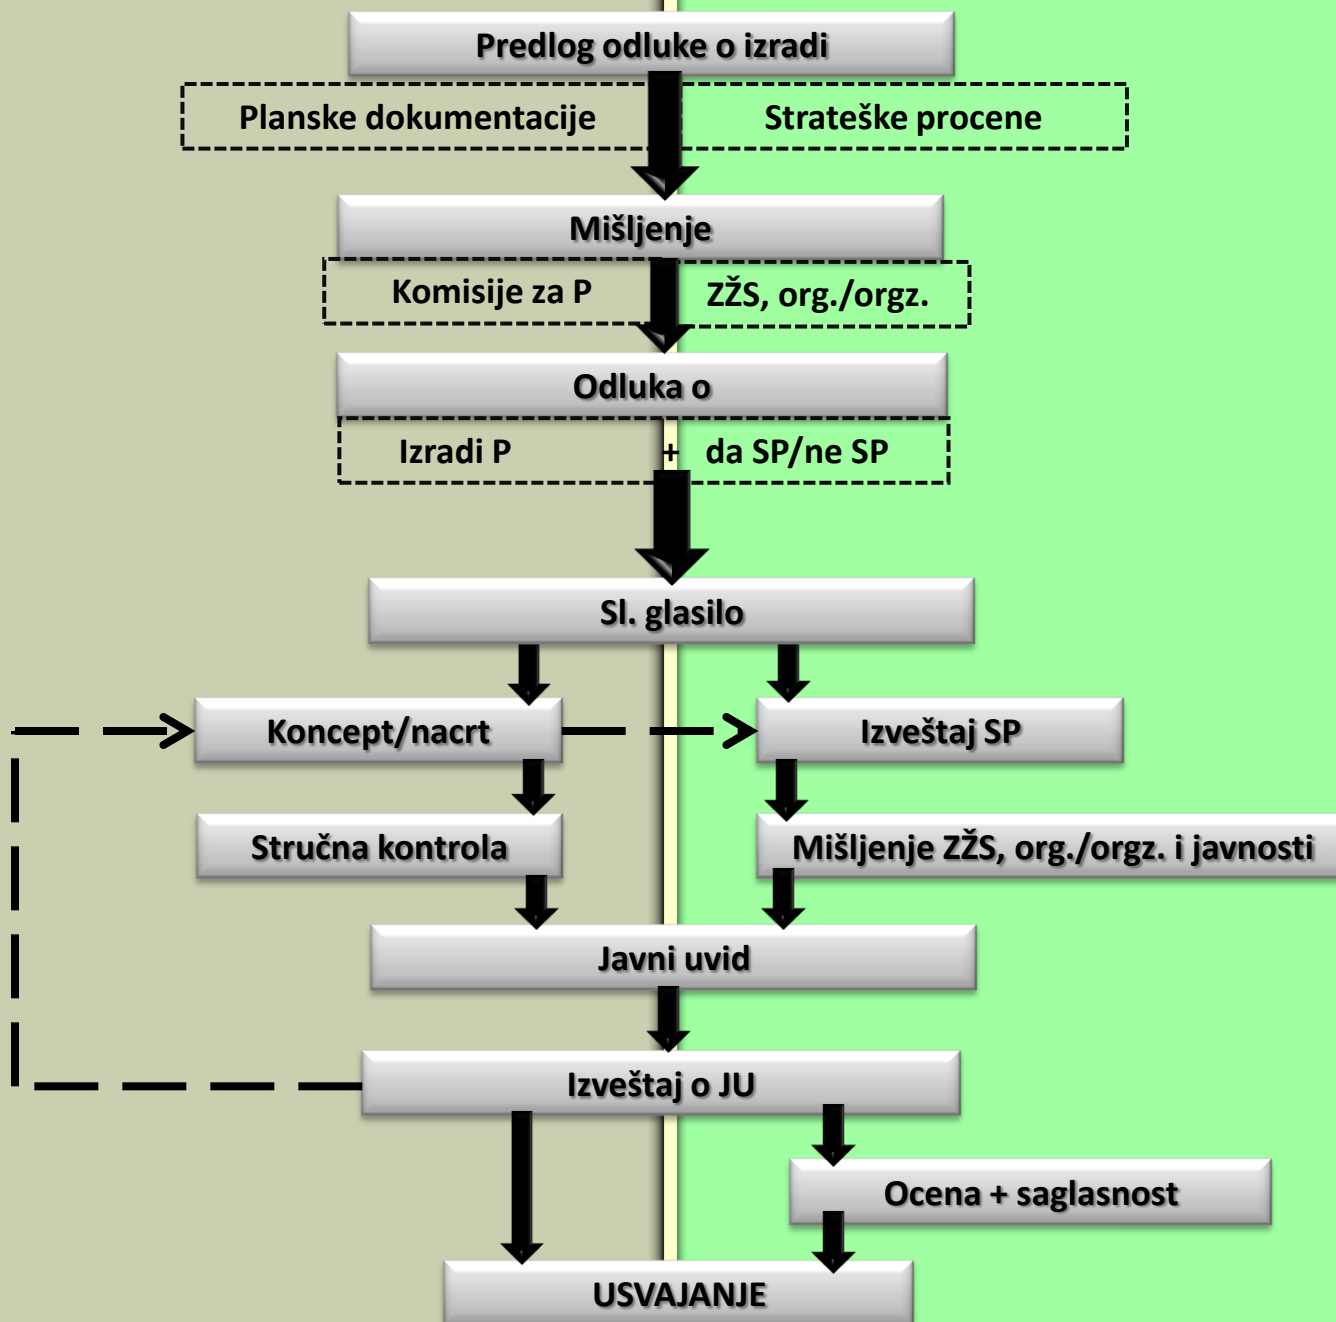 Predlog odluke o izradi
Planske dokumentacije
Strateške procene
Mišljenje
Komisije za P
ZŽS, org./orgz.
Odluka o
Izradi P
+
da SP/ne SP
Sl. glasilo
Koncept/nacrt
Izveštaj SP
Stručna kontrola
Mišljenje ZŽS, org./orgz. i javnosti
Javni uvid
Izveštaj o JU
Ocena + saglasnost
USVAJANJE